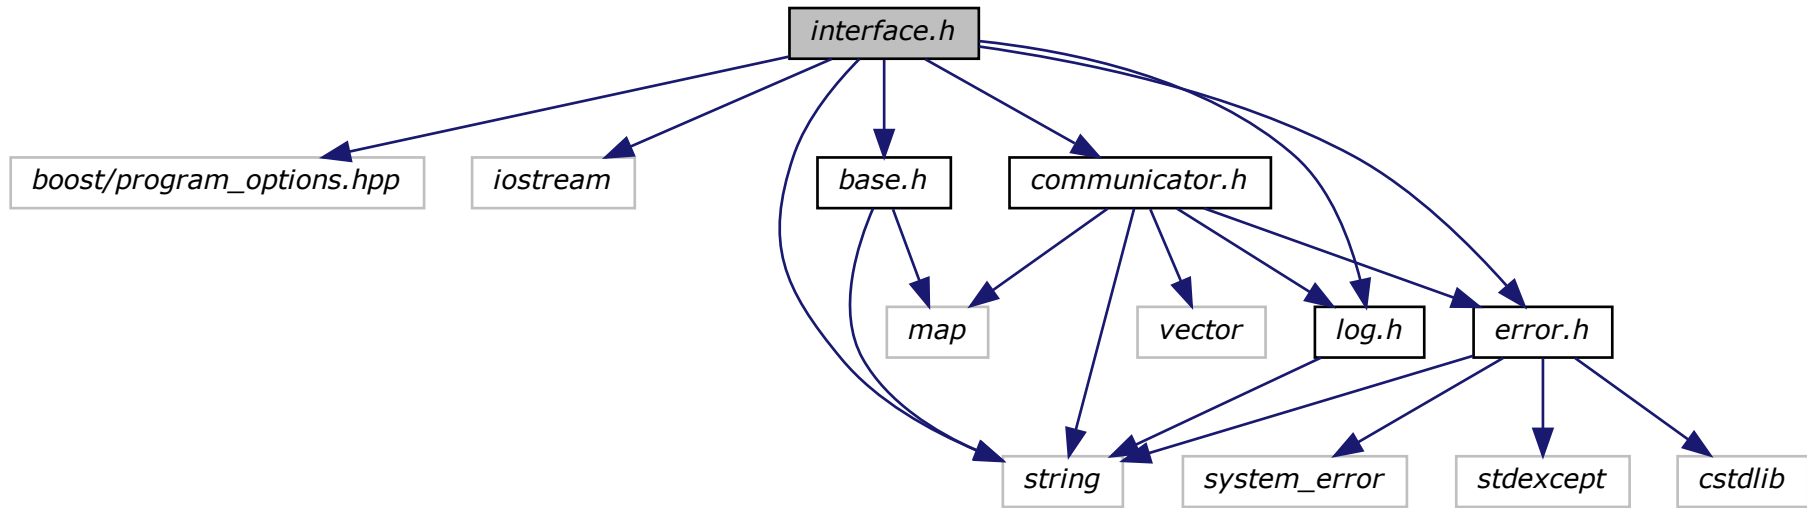 interface.h
boost/program_options.hpp
iostream
base.h
communicator.h
map
vector
log.h
error.h
string
system_error
stdexcept
cstdlib